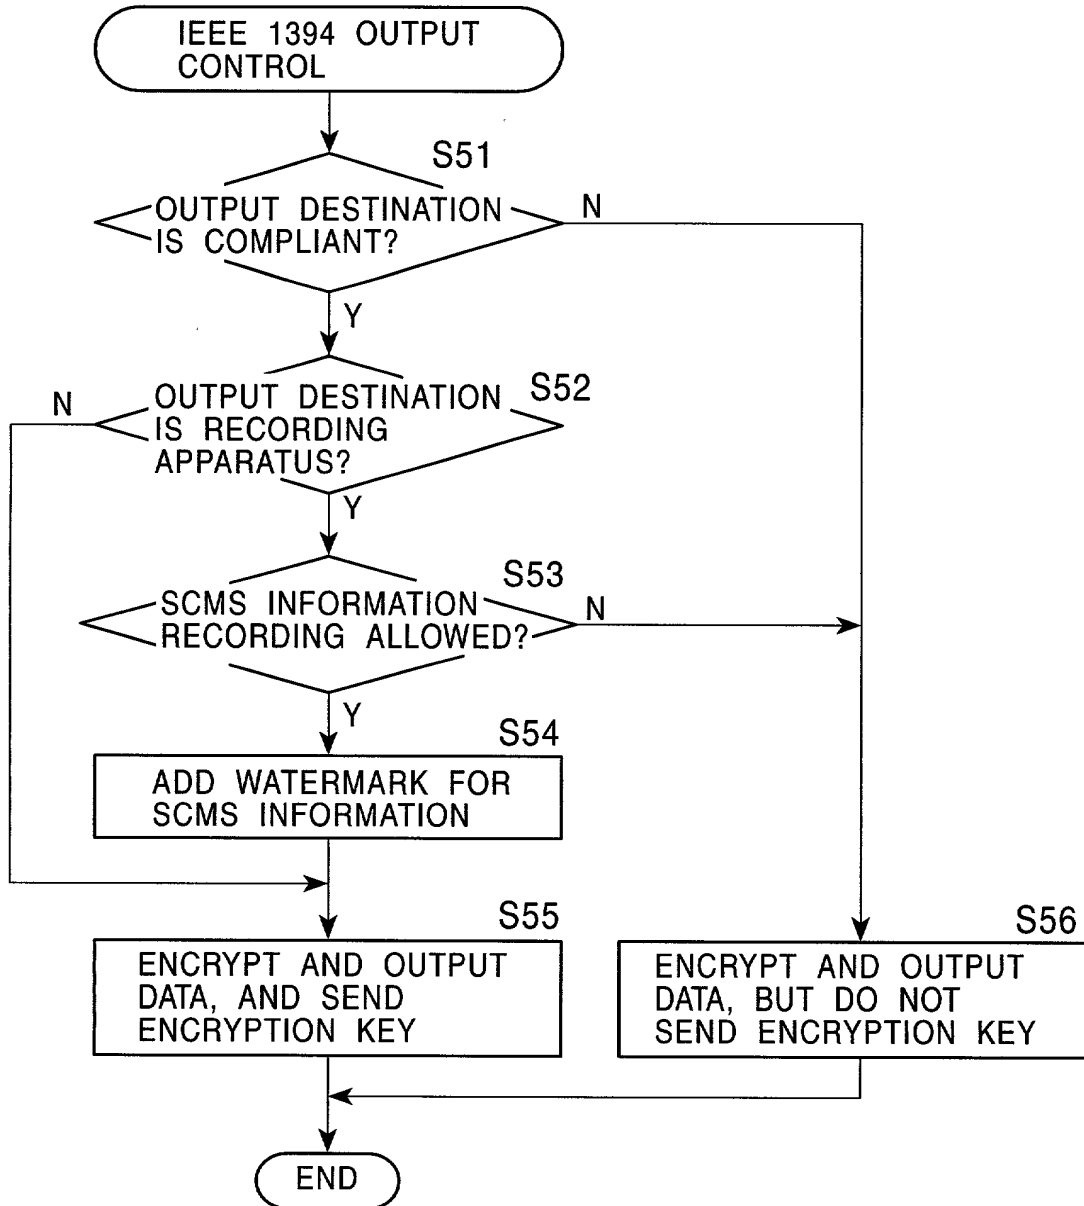 IEEE 1394 OUTPUT
CONTROL
S51
OUTPUT DESTINATION
IS COMPLIANT?
N
Y
S52
OUTPUT DESTINATION
IS RECORDING
APPARATUS?
N
Y
S53
SCMS INFORMATION
RECORDING ALLOWED?
N
Y
S54
ADD WATERMARK FOR
SCMS INFORMATION
S55
ENCRYPT AND OUTPUT
DATA, AND SEND
ENCRYPTION KEY
S56
ENCRYPT AND OUTPUT
DATA, BUT DO NOT
SEND ENCRYPTION KEY
END